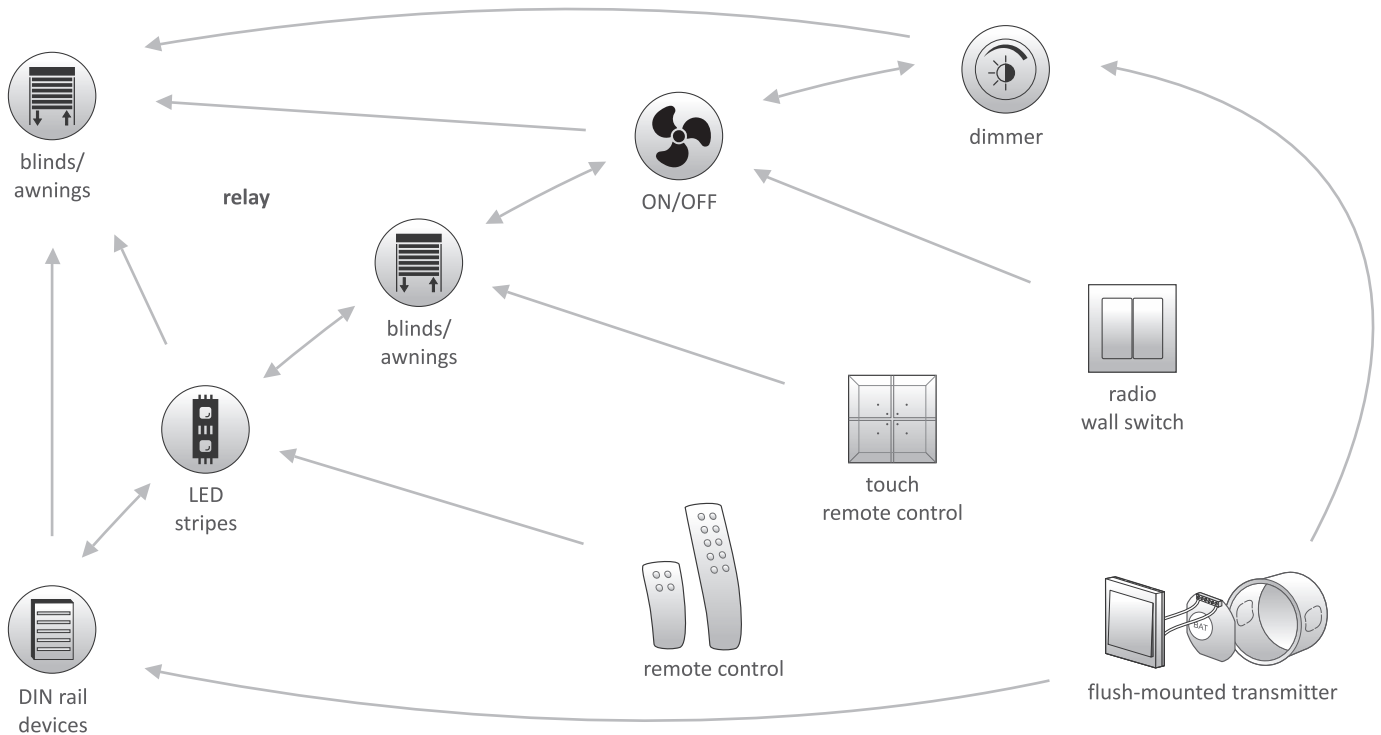 dimmer
blinds/
awnings
relay
ON/OFF
blinds/
awnings
radio
wall switch
LED
stripes
touch
remote control
BAT
remote control
DIN rail
devices
flush-mounted transmitter